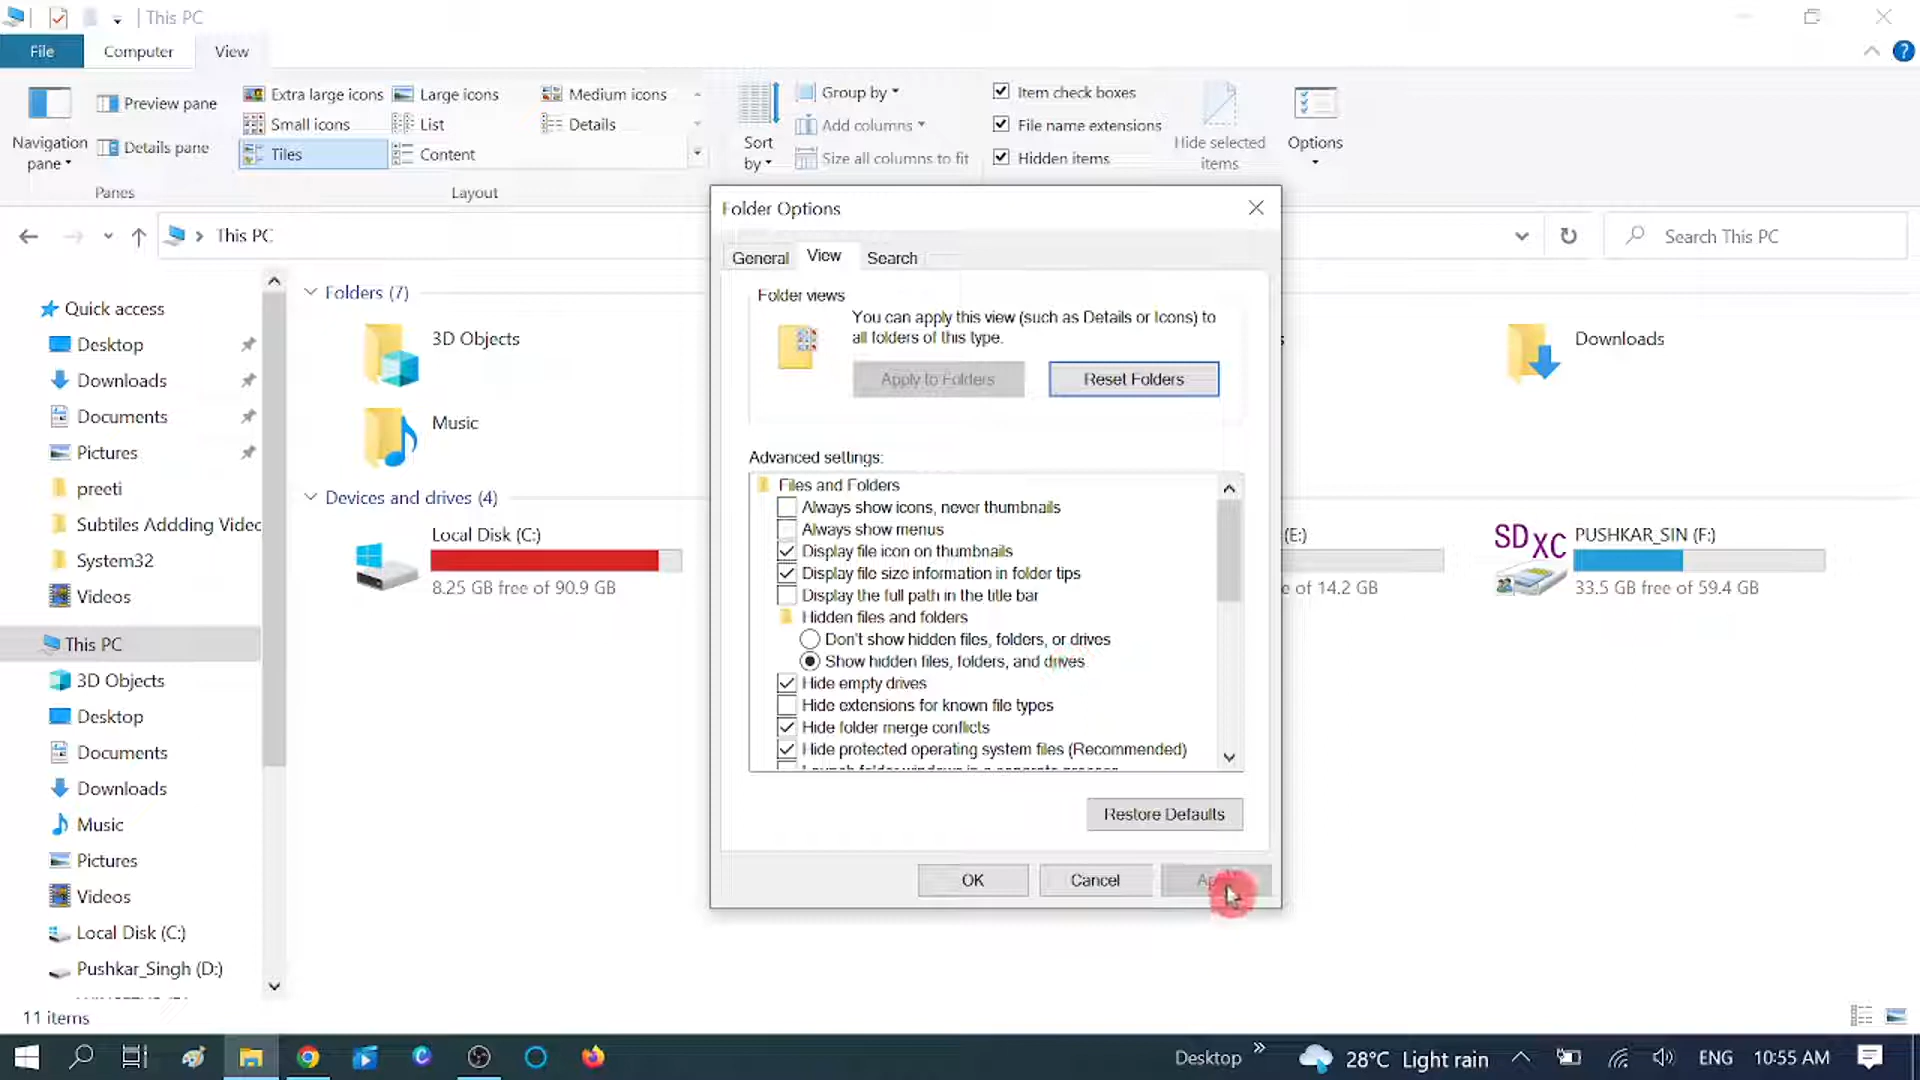 This PC
File
Computer
View
Navigation
pane
Preview pane
Details pane
Panes
Extra large icons
Large icons
Medium icons
Small icons
List
Details
Tiles
Content
Layout
Sort
by
Group by
Add columns
Size all columns to fit
Item check boxes
File name extensions
Hidden items
Hide selected
items
Options
This PC
Search This PC
Quick access
Desktop
Downloads
Documents
Pictures
preeti
Subtiles Addding Videc
System32
Videos
This PC
3D Objects
Desktop
Documents
Downloads
Music
Pictures
Videos
Local Disk (C:)
Pushkar_Singh (D:)
Folders (7)
3D Objects
Music
Downloads
Devices and drives (4)
Local Disk (C:)
8.25 GB free of 90.9 GB
(E:)
e of 14.2 GB
SDXC
PUSHKAR_SIN (F:)
33.5 GB free of 59.4 GB
Folder Options
General
View
Search
Folder views
You can apply this view (such as Details or Icons) to
all folders of this type.
Apply to Folders
Reset Folders
Advanced settings:
Files and Folders
Always show icons, never thumbnails
Always show menus
Display file icon on thumbnails
Display file size information in folder tips
Display the full path in the title bar
Hidden files and folders
Don't show hidden files, folders, or drives
Show hidden files, folders, and drives
Hide empty drives
Hide extensions for known file types
Hide folder merge conflicts
Hide protected operating system files (Recommended)
Launch folder windows in a separate process
Restore Defaults
OK
Cancel
11 items
Desktop
28°C Light rain
ENG
10:55 AM